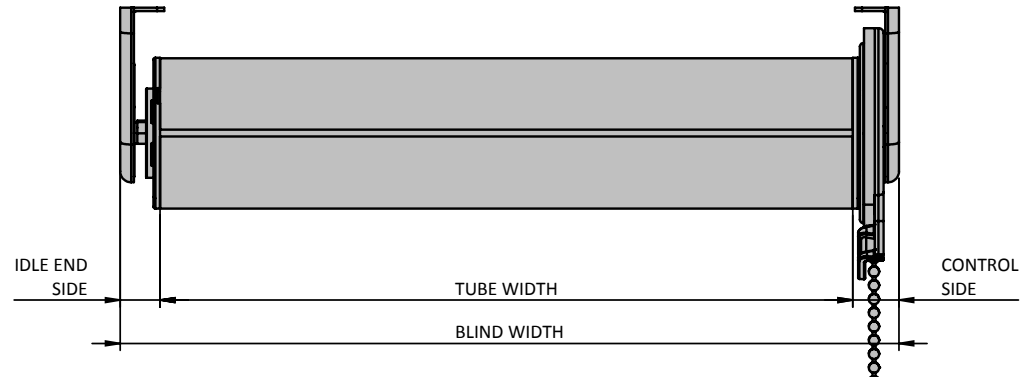 IDLE END
SIDE
TUBE WIDTH
CONTROL
SIDE
BLIND WIDTH